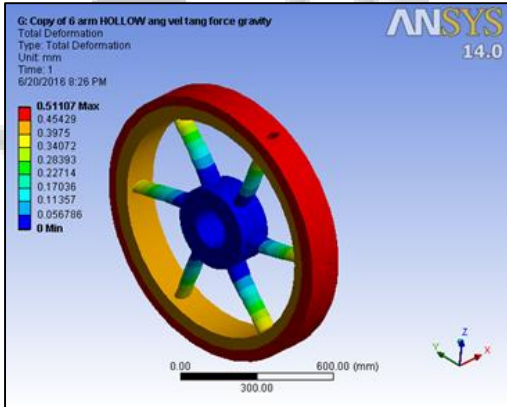 G: Copy of 6 arm HOLLOW ang vel tang force gravity
Total Deformation
Type: Total Deformation
Unit: mm
Time: 1
6/20/2016 8:26 PM
ANSYS
14.0
0.51107 Max
0.45429
0.3975
0.34072
0.28393
0.22714
0.17036
0.11357
0.056786
0 Min
0.00
600.00 (mm)
300.00
Z
Y
X